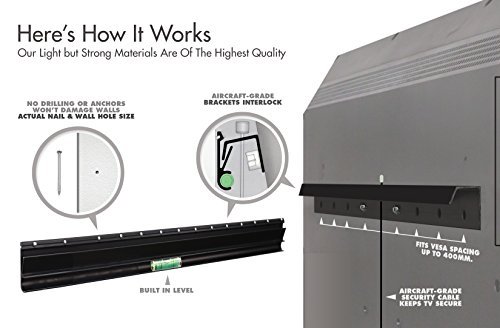 Here's How It Works
Our Light but Strong Materials Are Of The Highest Quality
NO DRILLING OR ANCHORS
WON'T DAMAGE WALLS
ACTUAL NAIL & WALL HOLE SIZE
AIRCRAFT-GRADE
BRACKETS INTERLOCK
BUILT IN LEVEL
FITS VESA SPACING
UP TO 400MM.
AIRCRAFT-GRADE
SECURITY CABLE
KEEPS TV SECURE